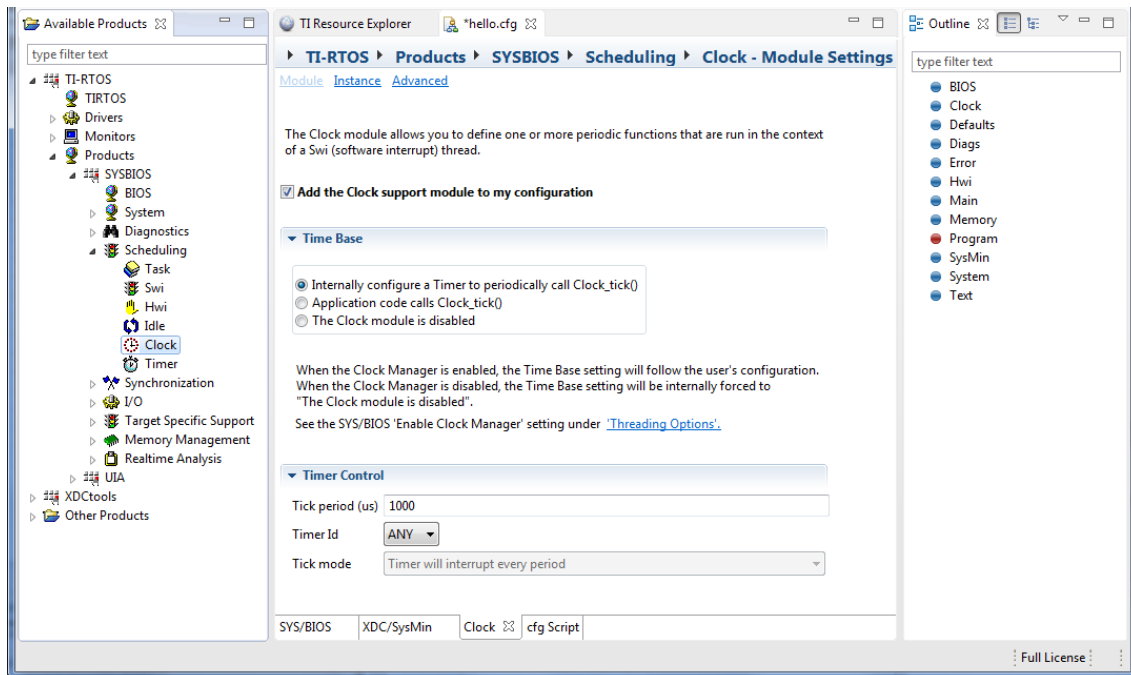 Available Products
type filter text
TI-RTOS
TIRTOS
Drivers
Monitors
Products
SYSBIOS
BIOS
System
Diagnostics
Scheduling
Task
Swi
Hwi
Idle
Clock
Timer
Synchronization
I/O
Target Specific Support
Memory Management
Realtime Analysis
UIA
XDCtools
Other Products
TI Resource Explorer
*hello.cfg
TI-RTOS Products SYSBIOS Scheduling Clock - Module Settings
Module Instance Advanced
The Clock module allows you to define one or more periodic functions that are run in the context
of a Swi (software interrupt) thread.
Add the Clock support module to my configuration
Time Base
Internally configure a Timer to periodically call Clock_tick()
Application code calls Clock_tick()
The Clock module is disabled
When the Clock Manager is enabled, the Time Base setting will follow the user's configuration.
When the Clock Manager is disabled, the Time Base setting will be internally forced to
"The Clock module is disabled".
See the SYS/BIOS 'Enable Clock Manager' setting under 'Threading Options'.
Timer Control
Tick period (us) 1000
Timer Id ANY
Tick mode Timer will interrupt every period
SYS/BIOS XDC/SysMin Clock cfg Script
Outline
type filter text
BIOS
Clock
Defaults
Diags
Error
Hwi
Main
Memory
Program
SysMin
System
Text
Full License